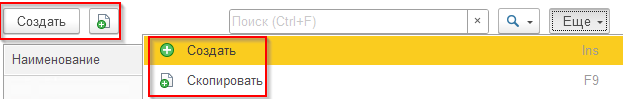 Создать
Поиск (Ctrl+F)
×
Еще
Наименование
Создать Ins
Скопировать F9